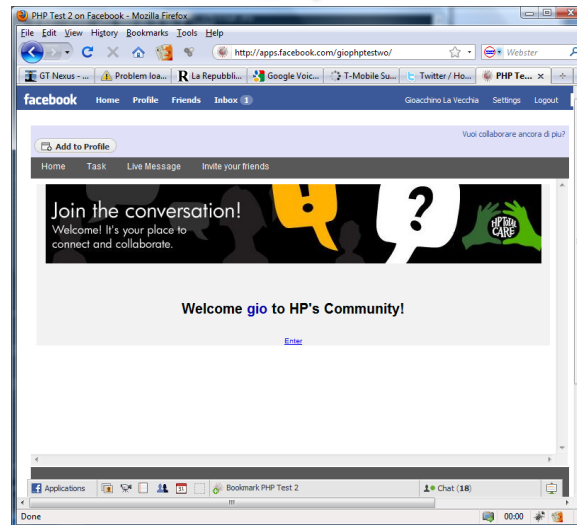 PHP Test 2 on Facebook - Mozilla Firefox
File Edit View History Bookmarks Tools Help
http://apps.facebook.com/giophptestwo/ Webster
GT Nexus - ... Problem loa... R La Repubbli... Google Voic... T-Mobile Su... Twitter / Ho... PHP Te... x
facebook Home Profile Friends Inbox 1 Gioacchino La Vecchia Settings Logout
Vuoi collaborare ancora di piu?
Add to Profile
Home Task Live Message Invite your friends
Join the conversation!
Welcome! It's your place to
connect and collaborate.
HP Total
CARE
Welcome gio to HP's Community!
Enter
Applications 31 Bookmark PHP Test 2 Chat (18)
Done 00:00